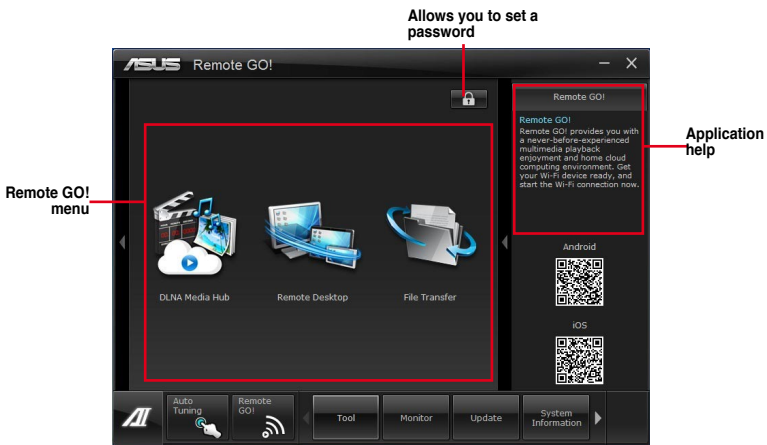 Allows you to set a
password
ASUS Remote GO!
Remote GO!
Remote GO!
Remote GO! provides you with
a never-before-experienced
multimedia playback
enjoyment and home cloud
computing environment. Get
your Wi-Fi device ready, and
start the Wi-Fi connection now.
Application
help
Remote GO!
menu
DLNA Media Hub
Remote Desktop
File Transfer
Android
iOS
Auto
Tuning
Remote
GO!
Tool
Monitor
Update
System
Information